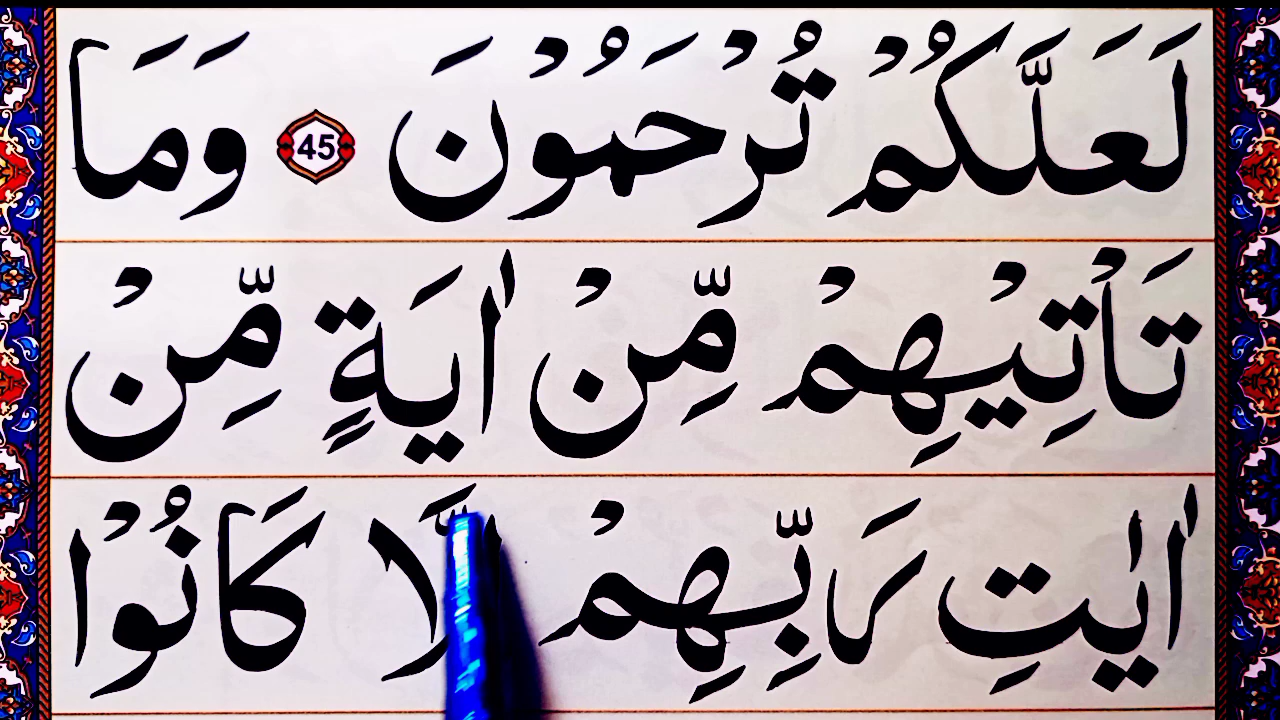 لَعَلَّكُمْ تُرْحَمُوْنَ 45 وَمَا
تَاْتِيْهِمْ مِّنْ اٰيَةٍ مِّنْ
اٰيٰتِ رَبِّهِمْ اِلَّا كَانُوْا